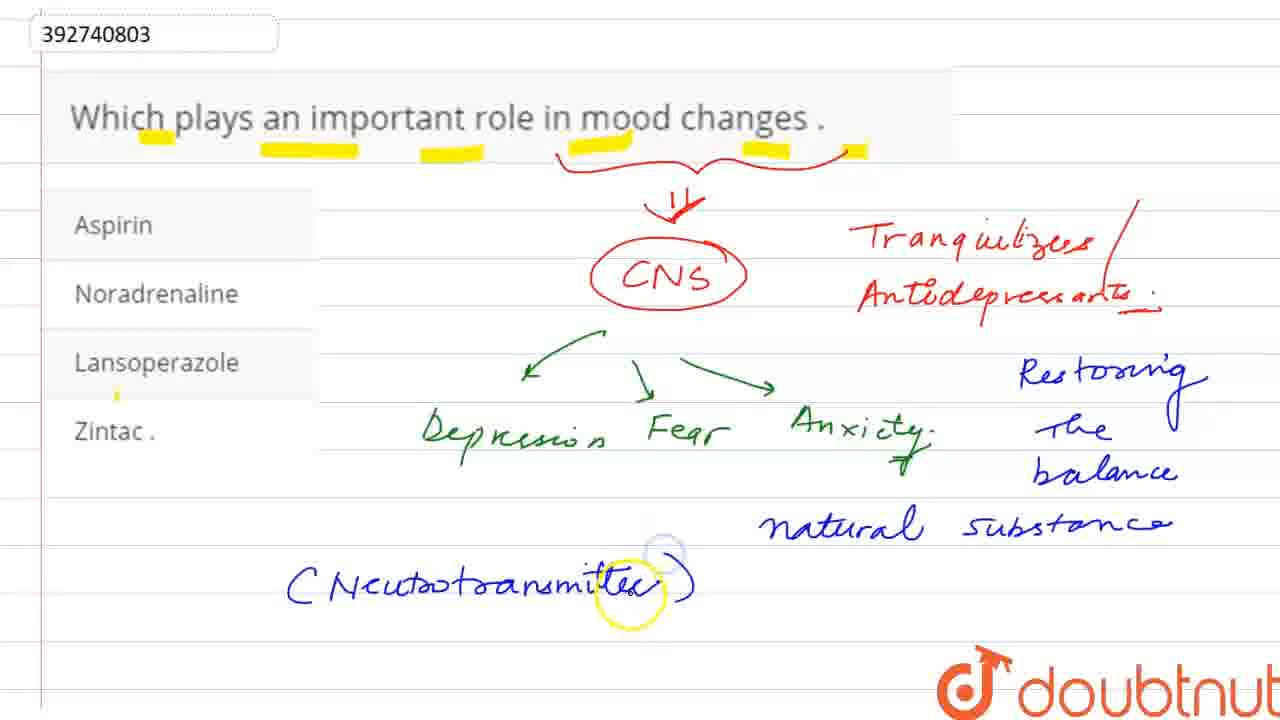 392740803
Which plays an important role in mood changes .
Aspirin
Noradrenaline
Lansoperazole
Zintac .
CNS
Tranquilizers /
Antidepressants.
Depression Fear Anxiety.
Restoring
the
balance
natural substance
(Neurotransmitter)
doubtnut